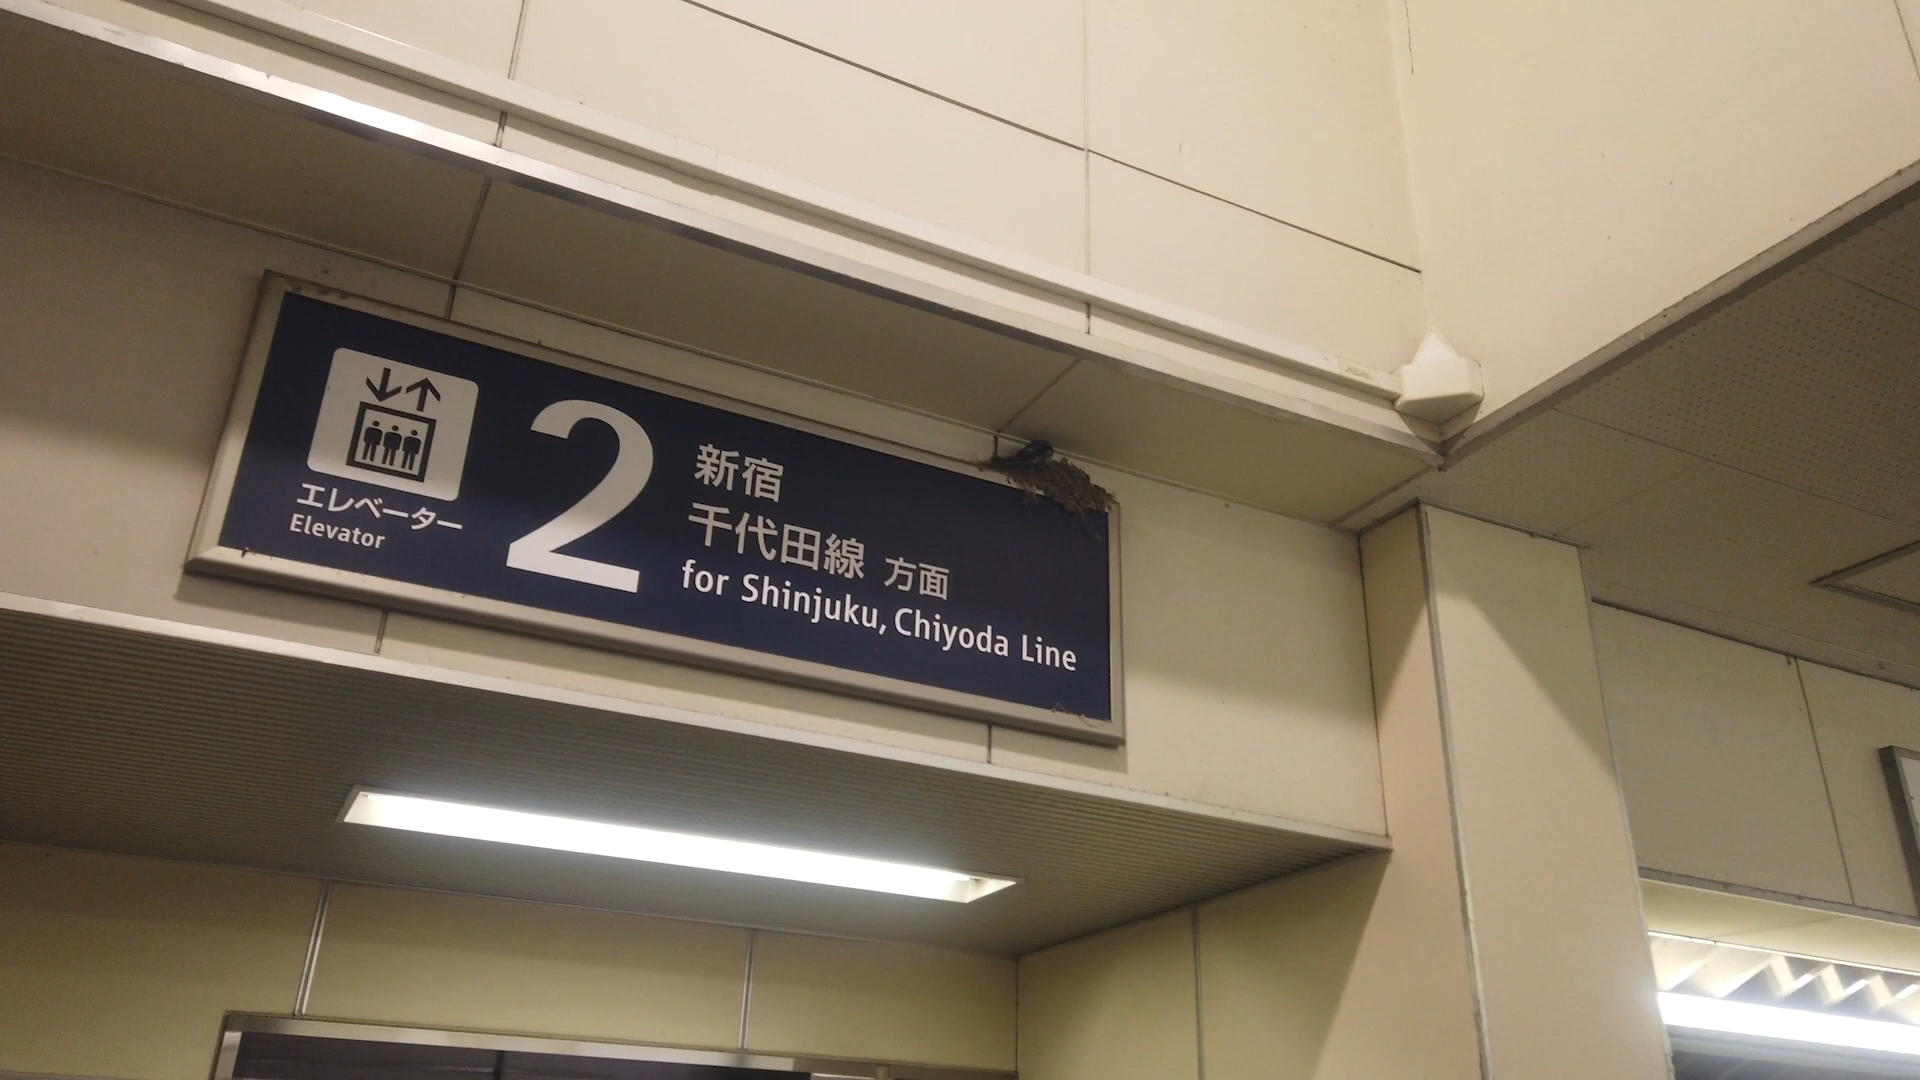 エレベーター
Elevator
2
新宿
千代田線 方面
for Shinjuku, Chiyoda Line